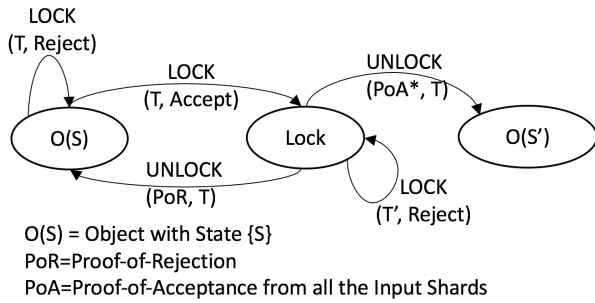 LOCK
(T, Reject)
LOCK
(T, Accept)
UNLOCK
(PoA*, T)
O(S)
Lock
O(S’)
UNLOCK
(PoR, T)
LOCK
(T’, Reject)
O(S) = Object with State {S}
PoR=Proof-of-Rejection
PoA=Proof-of-Acceptance from all the Input Shards